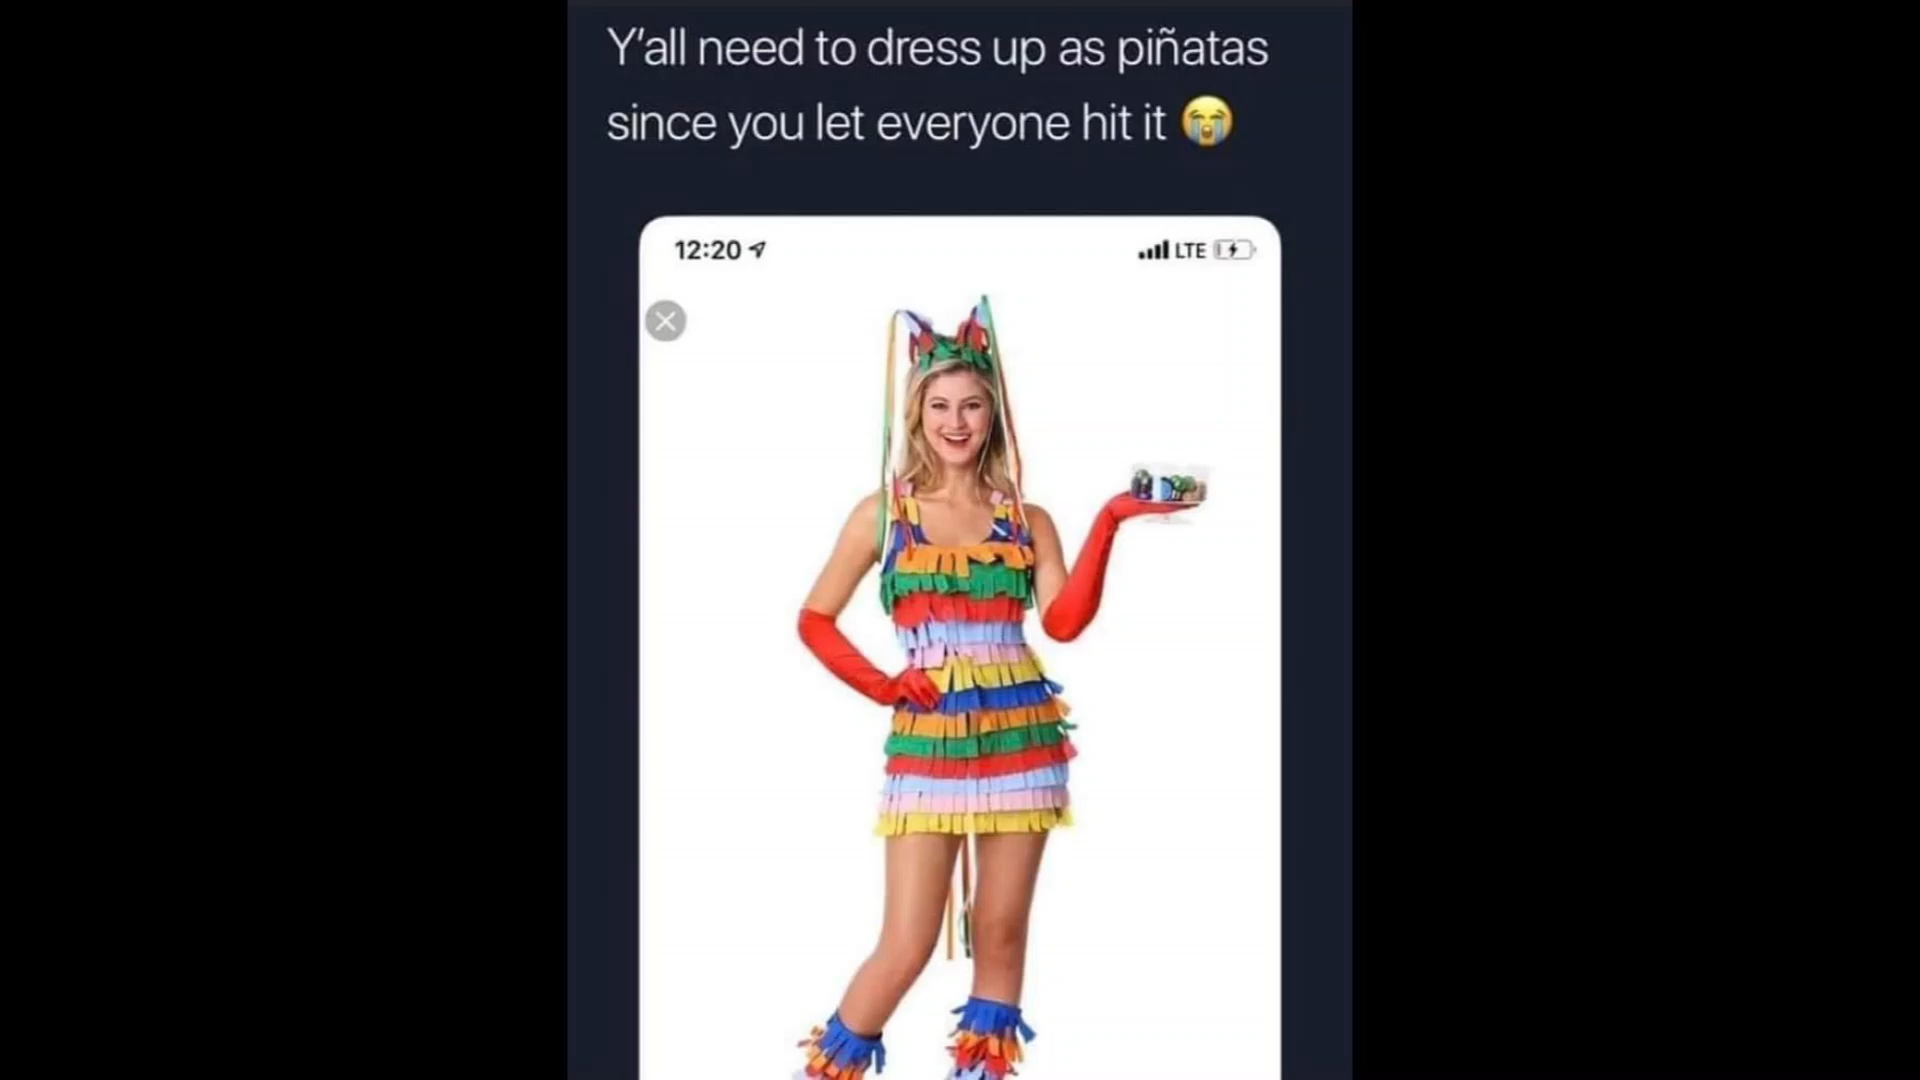 Y'all need to dress up as piñatas
since you let everyone hit it 😭
12:20
LTE